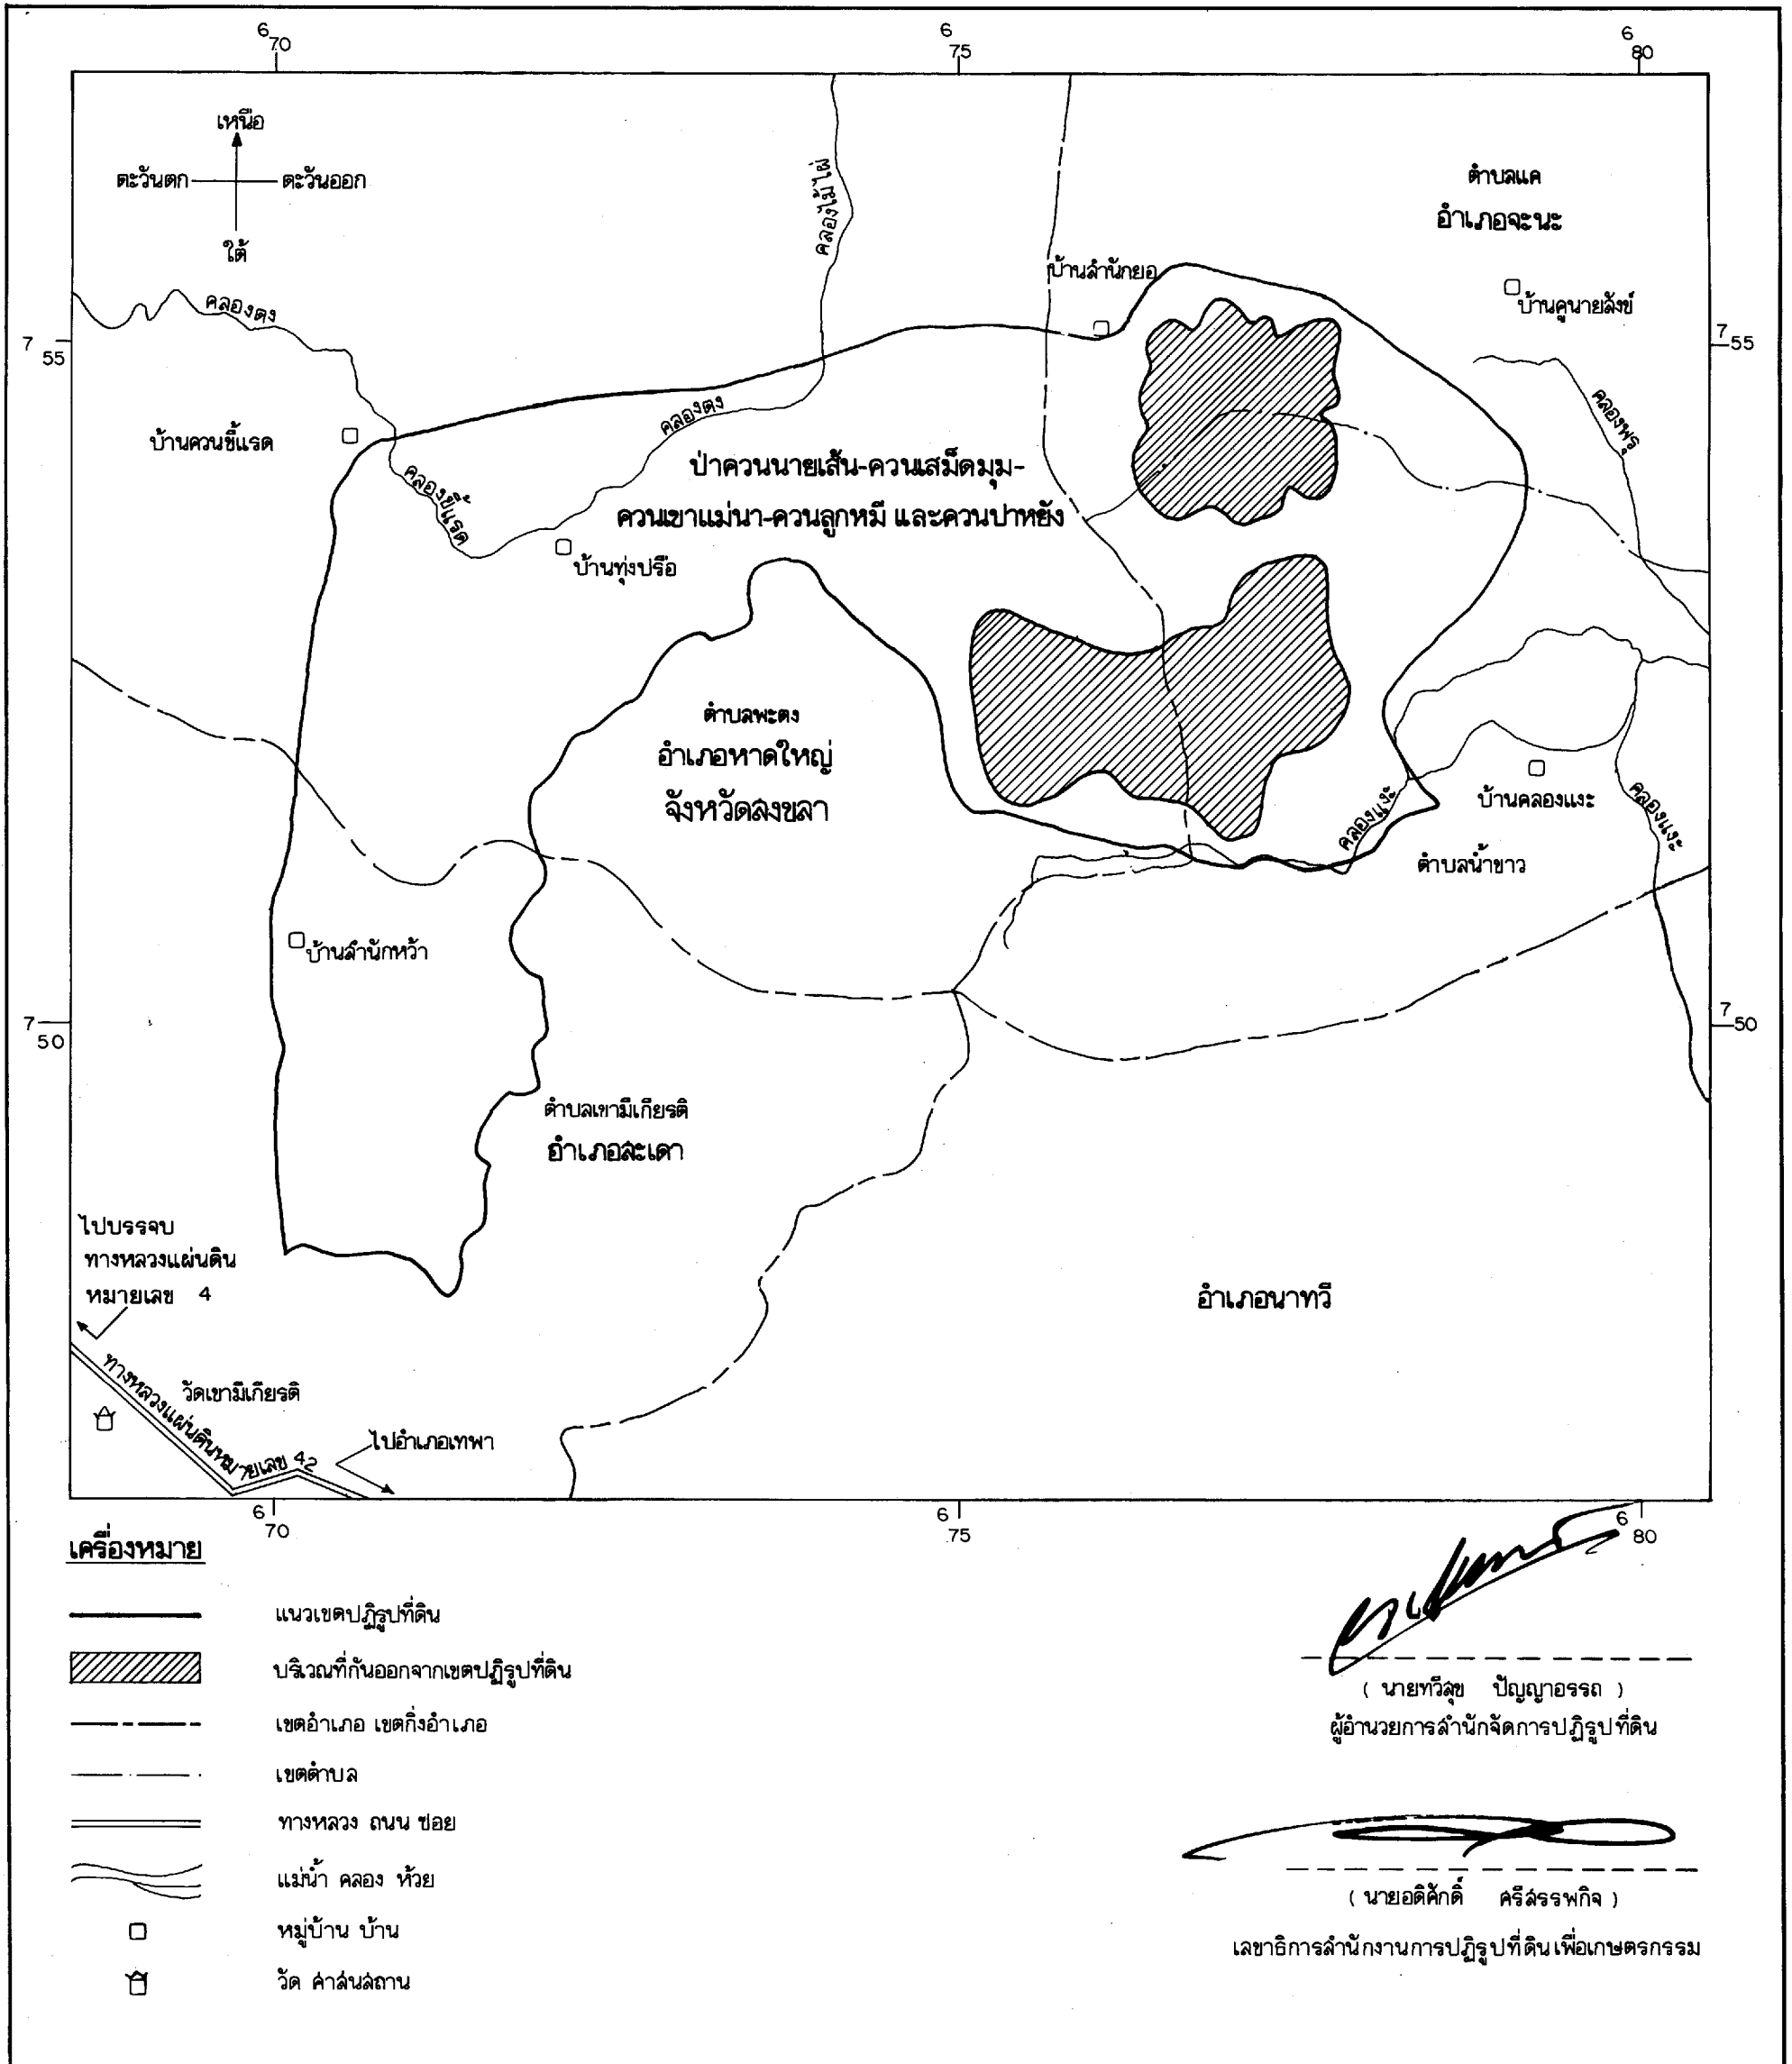 6 70
6 75
6 80
เหนือ
ตะวันตก ตะวันออก
ใต้
คลองไม้ไผ่
ตำบลแค
อำเภอจะนะ
บ้านสำนักยอ
บ้านคูนายสังข์
คลองตง
7 55
7 55
คลองตง
คลองพรุ
บ้านควนขี้แรด
คลองขี้แรด
ป่าควนนายเส้น-ควนเสม็ดมุม-
ควนเขาแม่นา-ควนลูกหมี และควนป่าหยัง
บ้านทุ่งปรือ
ตำบลพะตง
อำเภอหาดใหญ่
จังหวัดสงขลา
บ้านคลองแงะ
คลองแงะ
คลองแงะ
ตำบลน้ำขาว
บ้านสำนักหว้า
7 50
7 50
ตำบลเขามีเกียรติ
อำเภอสะเดา
ไปบรรจบ
ทางหลวงแผ่นดิน
หมายเลข 4
อำเภอนาทวี
ทางหลวงแผ่นดินหมายเลข 42
วัดเขามีเกียรติ
ไปอำเภอเทพา
6 70
6 75
6 80
เครื่องหมาย
แนวเขตปฏิรูปที่ดิน
บริเวณที่กันออกจากเขตปฏิรูปที่ดิน
เขตอำเภอ เขตกิ่งอำเภอ
เขตตำบล
ทางหลวง ถนน ซอย
แม่น้ำ คลอง ห้วย
หมู่บ้าน บ้าน
วัด ศาสนสถาน
( นายทวีสุข ปัญญาอรรถ )
ผู้อำนวยการสำนักจัดการปฏิรูปที่ดิน
( นายอดิศักดิ์ ศรีสรรพกิจ )
เลขาธิการสำนักงานการปฏิรูปที่ดินเพื่อเกษตรกรรม